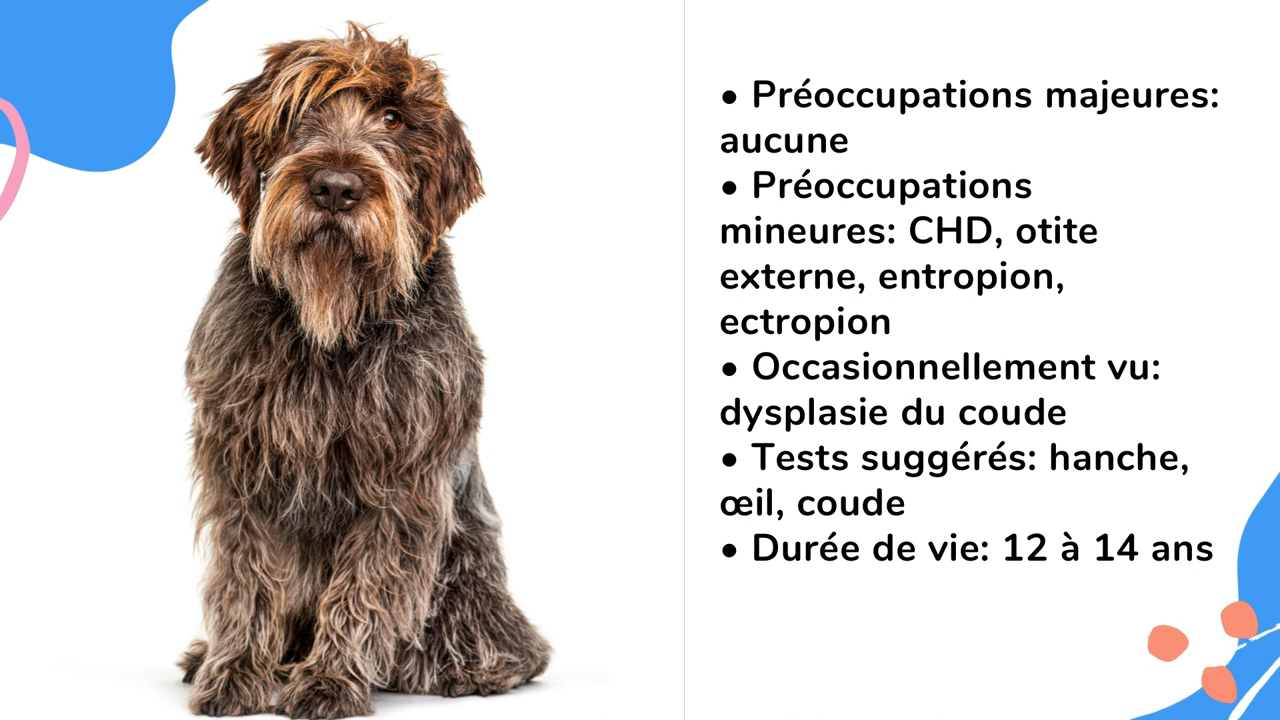 • Préoccupations majeures:
aucune
• Préoccupations
mineures: CHD, otite
externe, entropion,
ectropion
• Occasionnellement vu:
dysplasie du coude
• Tests suggérés: hanche,
œil, coude
• Durée de vie: 12 à 14 ans